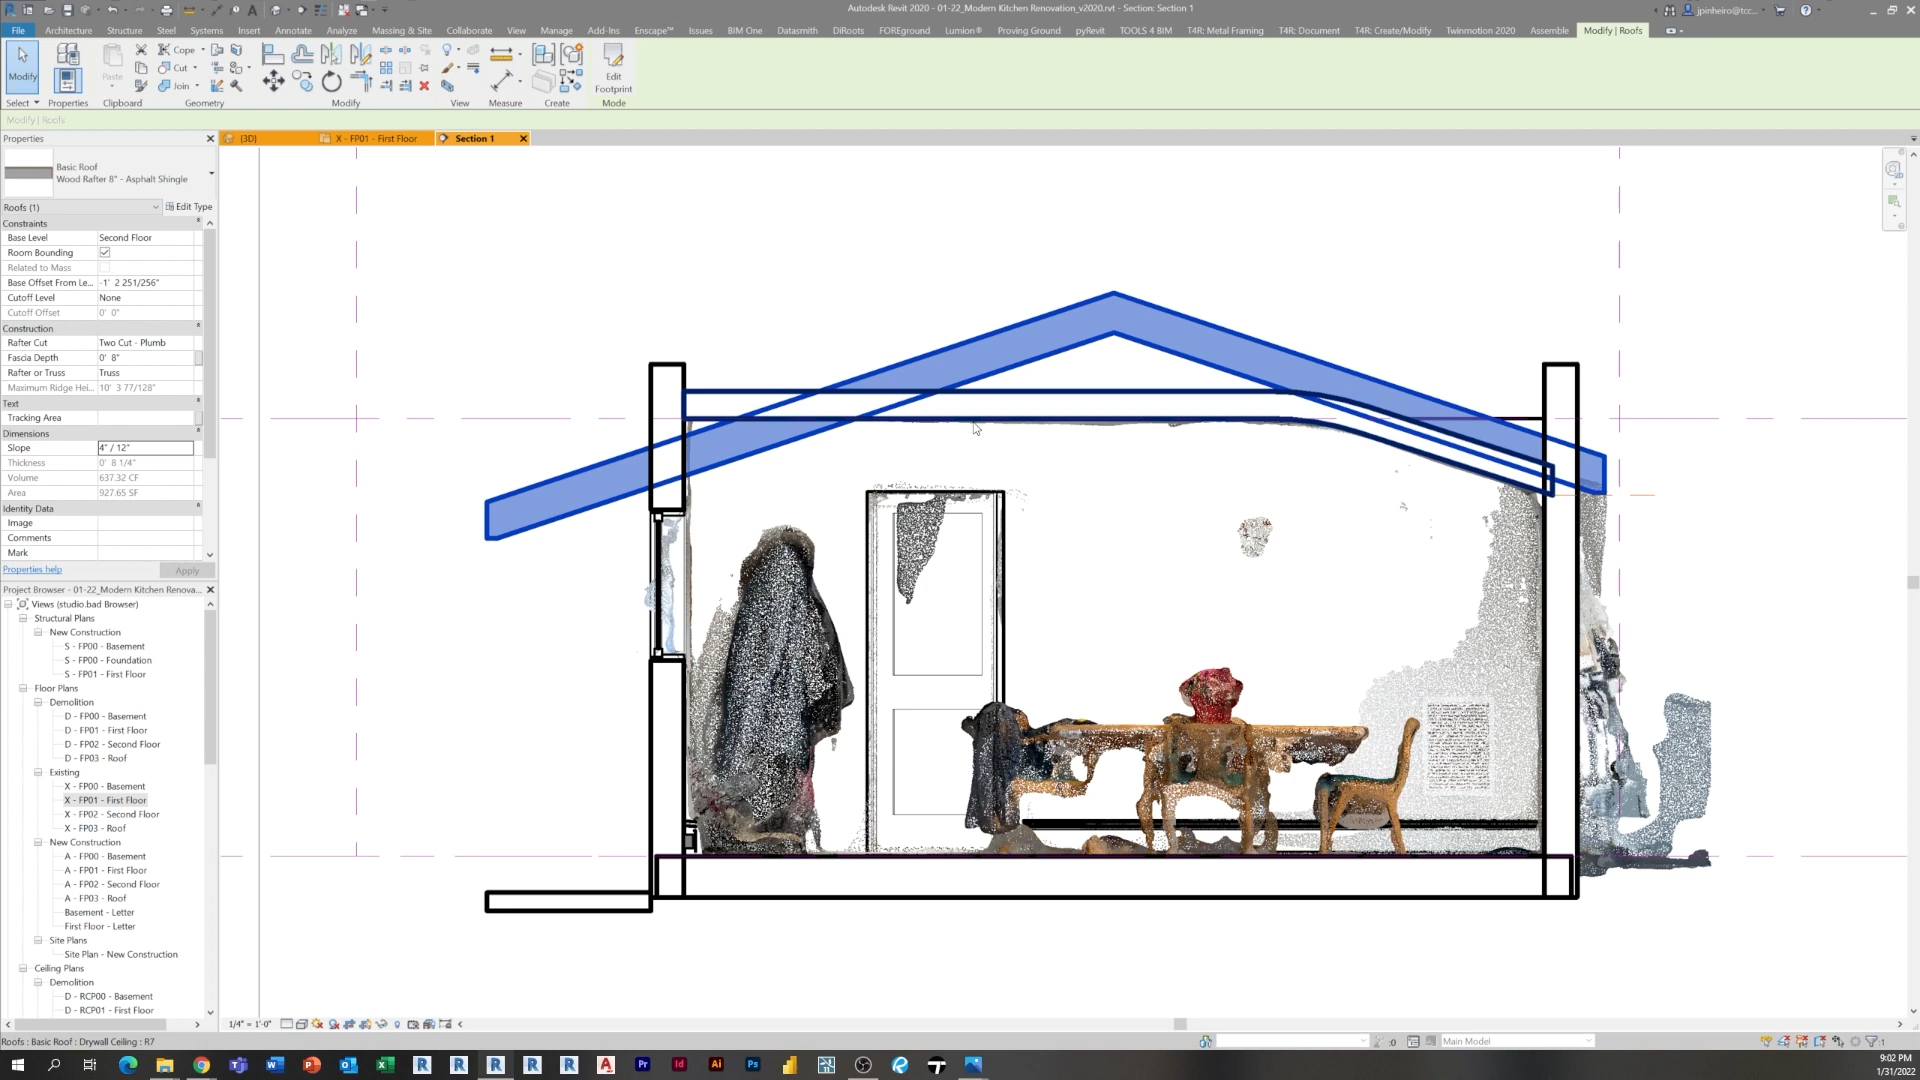 Autodesk Revit 2020 - 01-22_Modern Kitchen Renovation_v2020.rvt - Section: Section 1
jpinheiro@tcc...
File Architecture Structure Steel Systems Insert Annotate Analyze Massing & Site Collaborate View Manage Add-Ins Enscape™ Issues BIM One Datasmith DiRoots FOREground Lumion® Proving Ground pyRevit TOOLS 4 BIM T4R: Metal Framing T4R: Document T4R: Create/Modify Twinmotion 2020 Assemble Modify | Roofs
Cope
Cut
Join
Modify
Paste
Edit
Footprint
Select Properties Clipboard Geometry Modify View Measure Create Mode
Modify | Roofs
Properties
(3D) X - FP01 - First Floor Section 1
Basic Roof
Wood Rafter 8" - Asphalt Shingle
Roofs (1) Edit Type
Constraints
Base Level Second Floor
Room Bounding
Related to Mass
Base Offset From Le... -1' 2 251/256"
Cutoff Level None
Cutoff Offset 0' 0"
Construction
Rafter Cut Two Cut - Plumb
Fascia Depth 0' 8"
Rafter or Truss Truss
Maximum Ridge Hei... 10' 3 77/128"
Text
Tracking Area
Dimensions
Slope 4" / 12"
Thickness 0' 8 1/4"
Volume 637.32 CF
Area 927.65 SF
Identity Data
Image
Comments
Mark
Properties help Apply
Project Browser - 01-22_Modern Kitchen Renova...
Views (studio.bad Browser)
Structural Plans
New Construction
S - FP00 - Basement
S - FP00 - Foundation
S - FP01 - First Floor
Floor Plans
Demolition
D - FP00 - Basement
D - FP01 - First Floor
D - FP02 - Second Floor
D - FP03 - Roof
Existing
X - FP00 - Basement
X - FP01 - First Floor
X - FP02 - Second Floor
X - FP03 - Roof
New Construction
A - FP00 - Basement
A - FP01 - First Floor
A - FP02 - Second Floor
A - FP03 - Roof
Basement - Letter
First Floor - Letter
Site Plans
Site Plan - New Construction
Ceiling Plans
Demolition
D - RCP00 - Basement
D - RCP01 - First Floor
1/4" = 1'-0"
Roofs : Basic Roof : Drywall Ceiling : R7
:0 Main Model :1
9:02 PM
1/31/2022